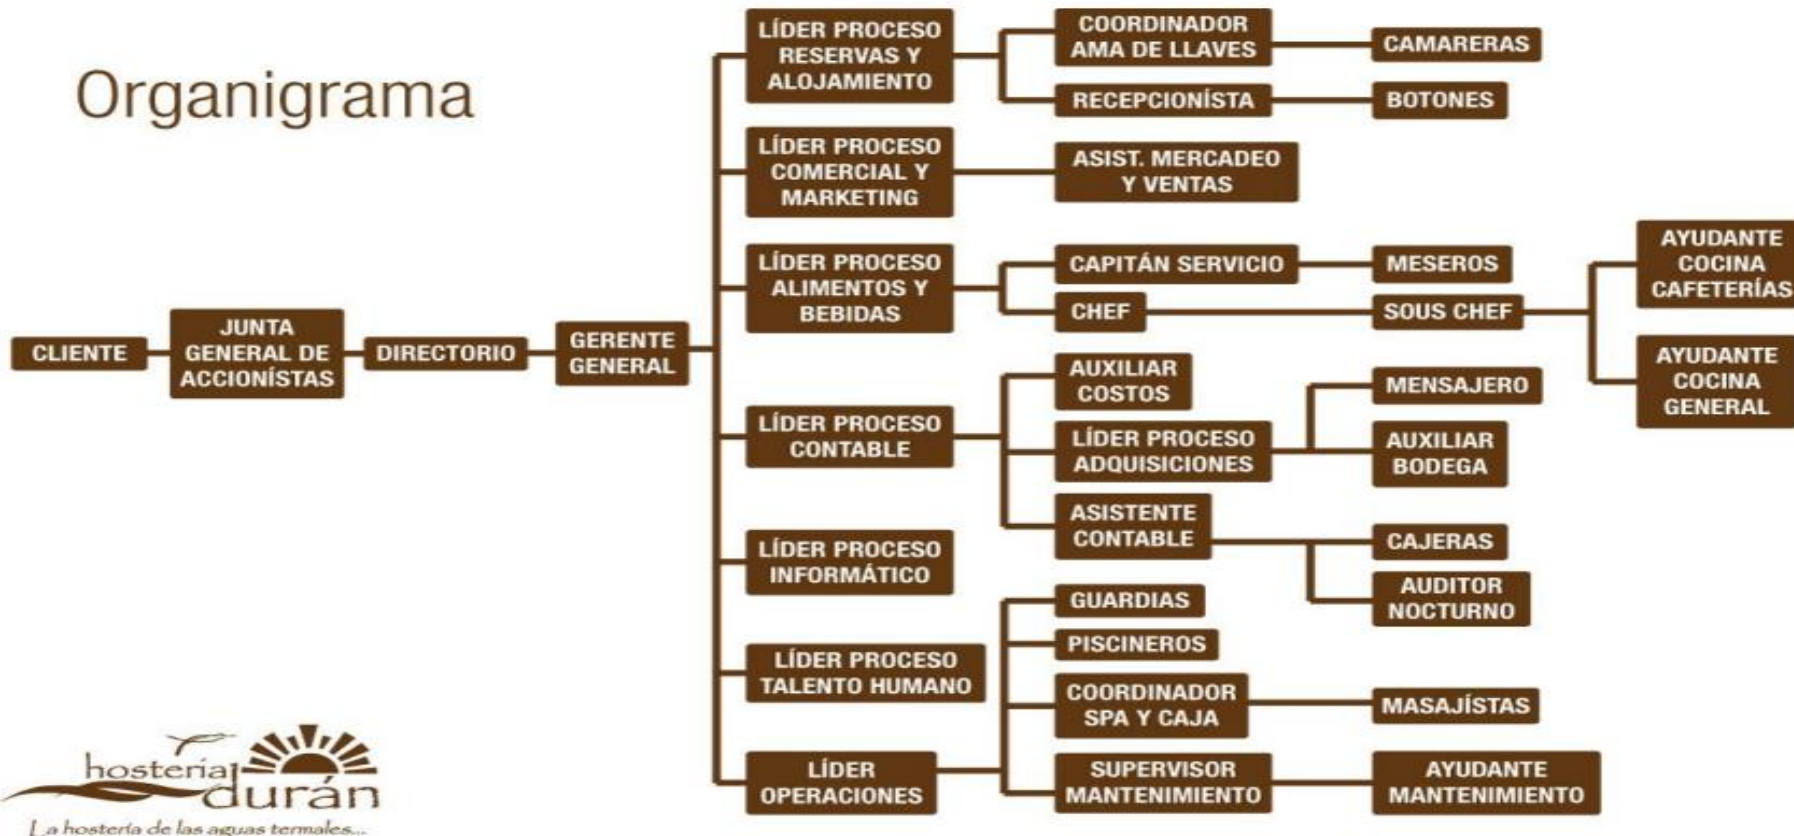 Organigrama
CLIENTE
JUNTA
GENERAL DE
ACCIONÍSTAS
DIRECTORIO
GERENTE
GENERAL
LÍDER PROCESO
RESERVAS Y
ALOJAMIENTO
COORDINADOR
AMA DE LLAVES
CAMARERAS
RECEPCIONÍSTA
BOTONES
LÍDER PROCESO
COMERCIAL Y
MARKETING
ASIST. MERCADEO
Y VENTAS
LÍDER PROCESO
ALIMENTOS Y
BEBIDAS
CAPITÁN SERVICIO
MESEROS
CHEF
SOUS CHEF
AYUDANTE
COCINA
CAFETERÍAS
AYUDANTE
COCINA
GENERAL
LÍDER PROCESO
CONTABLE
AUXILIAR
COSTOS
LÍDER PROCESO
ADQUISICIONES
MENSAJERO
AUXILIAR
BODEGA
ASISTENTE
CONTABLE
CAJERAS
AUDITOR
NOCTURNO
LÍDER PROCESO
INFORMÁTICO
LÍDER PROCESO
TALENTO HUMANO
LÍDER
OPERACIONES
GUARDIAS
PISCINEROS
COORDINADOR
SPA Y CAJA
MASAJÍSTAS
SUPERVISOR
MANTENIMIENTO
AYUDANTE
MANTENIMIENTO
hostería
durán
La hostería de las aguas termales...